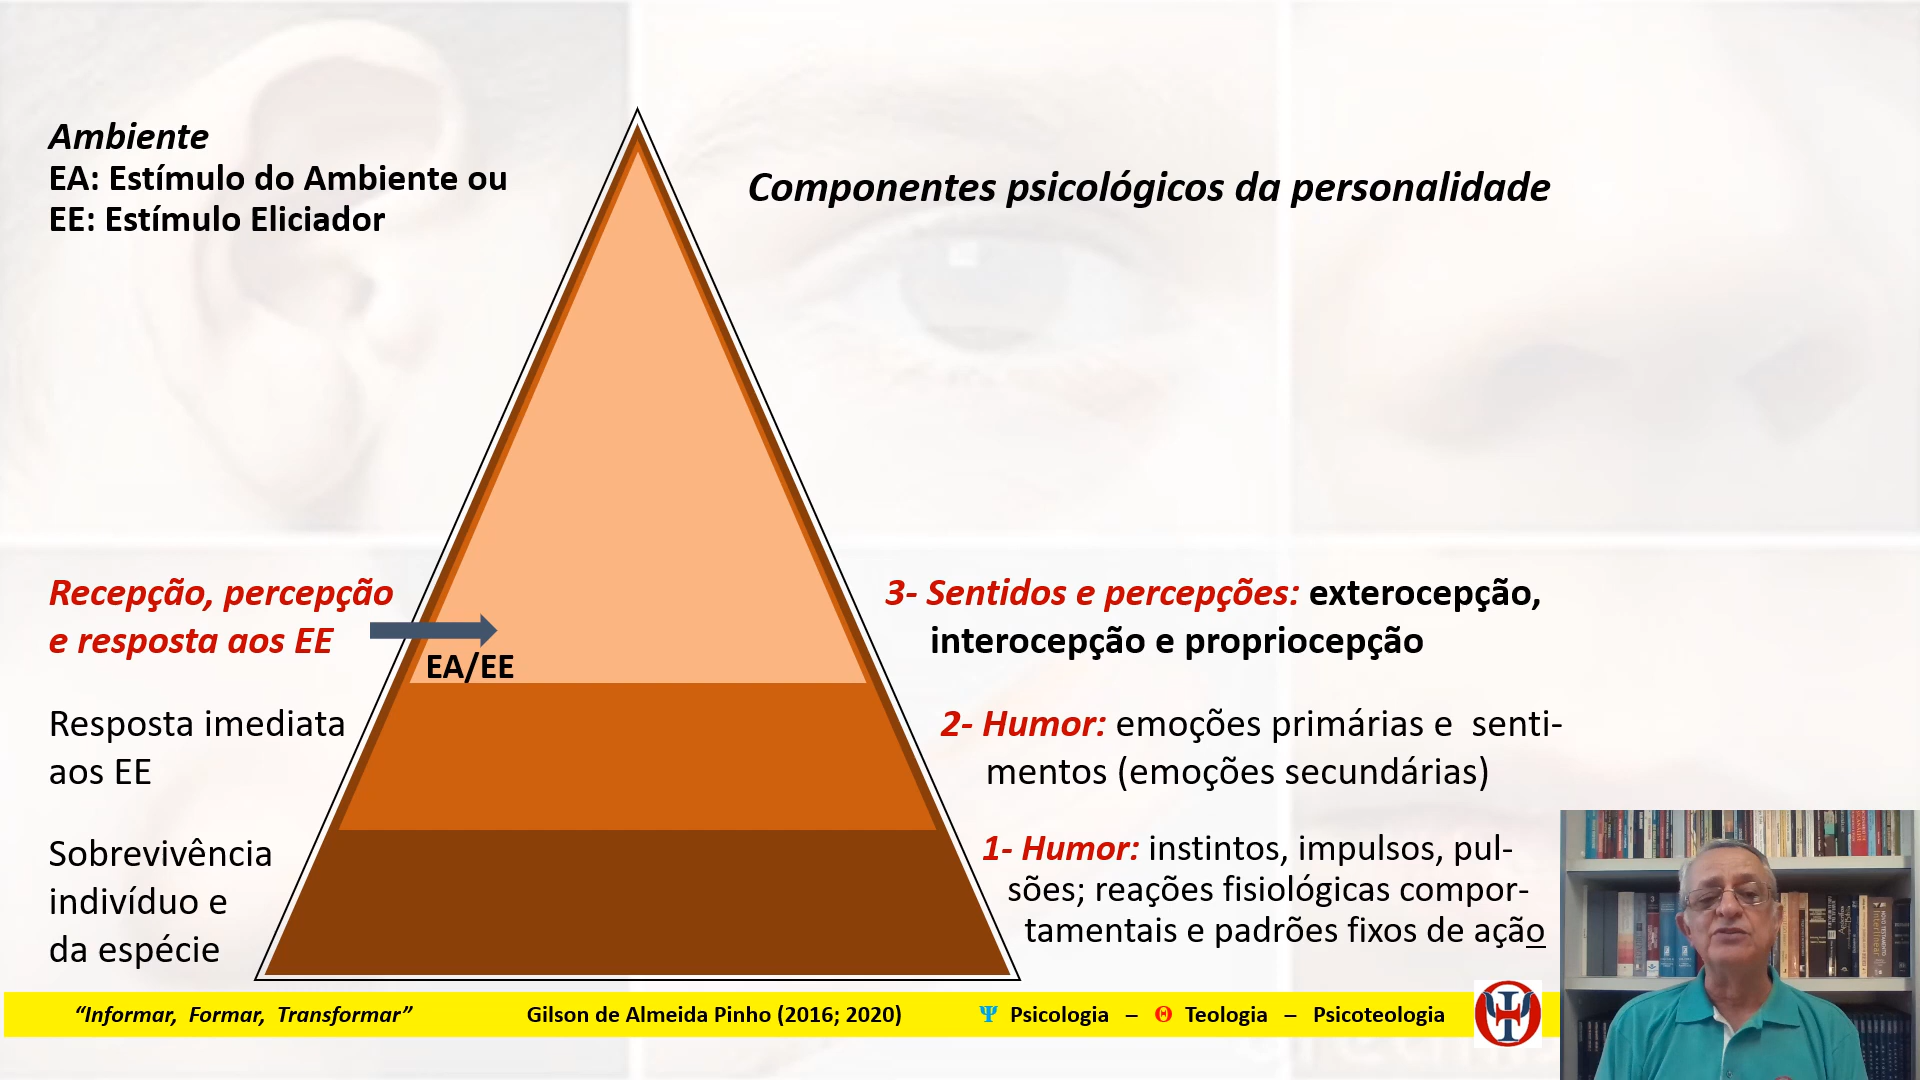 Ambiente
EA: Estímulo do Ambiente ou
EE: Estímulo Eliciador
Componentes psicológicos da personalidade
Recepção, percepção
e resposta aos EE
EA/EE
3- Sentidos e percepções: exterocepção,
interocepção e propriocepção
Resposta imediata
aos EE
2- Humor: emoções primárias e senti-
mentos (emoções secundárias)
Sobrevivência
indivíduo e
da espécie
1- Humor: instintos, impulsos, pul-
sões; reações fisiológicas compor-
tamentais e padrões fixos de ação
“Informar, Formar, Transformar” Gilson de Almeida Pinho (2016; 2020) Ψ Psicologia – Θ Teologia – Psicoteologia